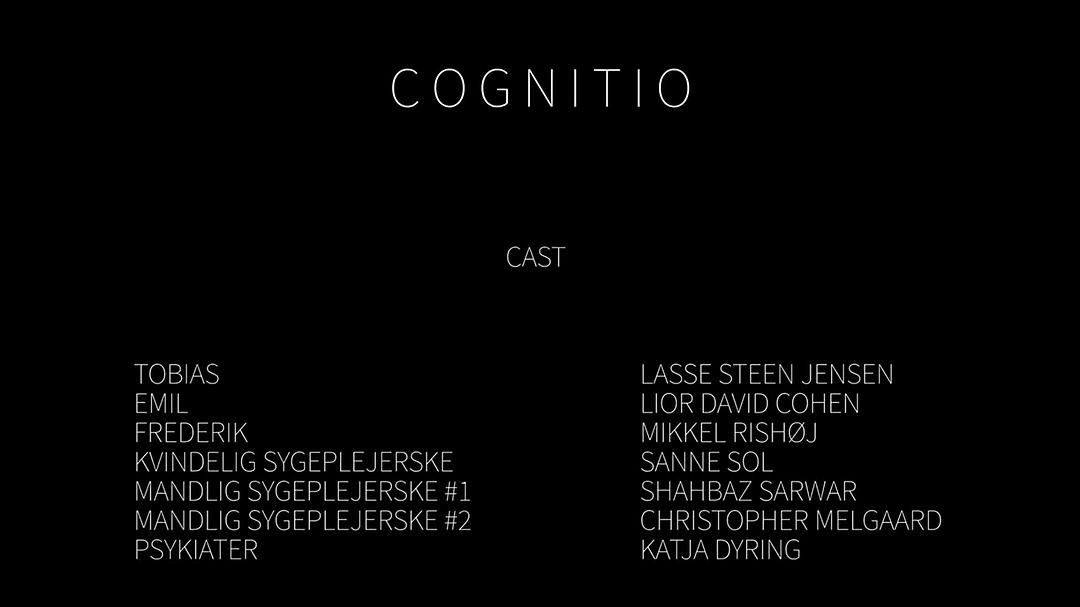 COGNITIO
CAST
TOBIAS LASSE STEEN JENSEN
EMIL LIOR DAVID COHEN
FREDERIK MIKKEL RISHØJ
KVINDELIG SYGEPLEJERSKE SANNE SOL
MANDLIG SYGEPLEJERSKE #1 SHAHBAZ SARWAR
MANDLIG SYGEPLEJERSKE #2 CHRISTOPHER MELGAARD
PSYKIATER KATJA DYRING